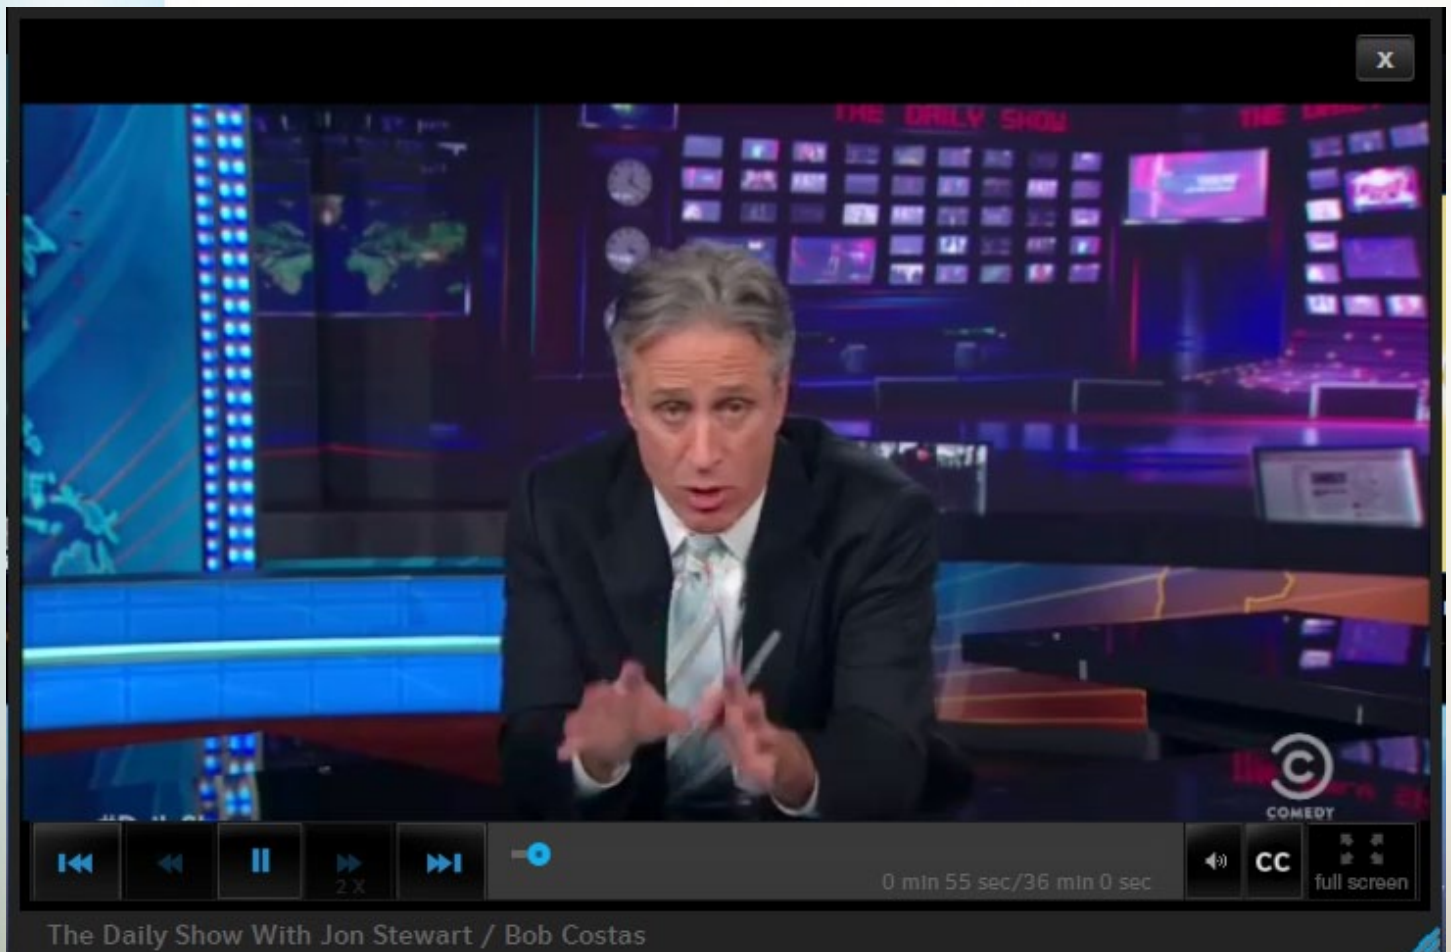 x
THE DAILY SHOW
THE
COMEDY
2 X
0 min 55 sec/36 min 0 sec
CC
full screen
The Daily Show With Jon Stewart / Bob Costas